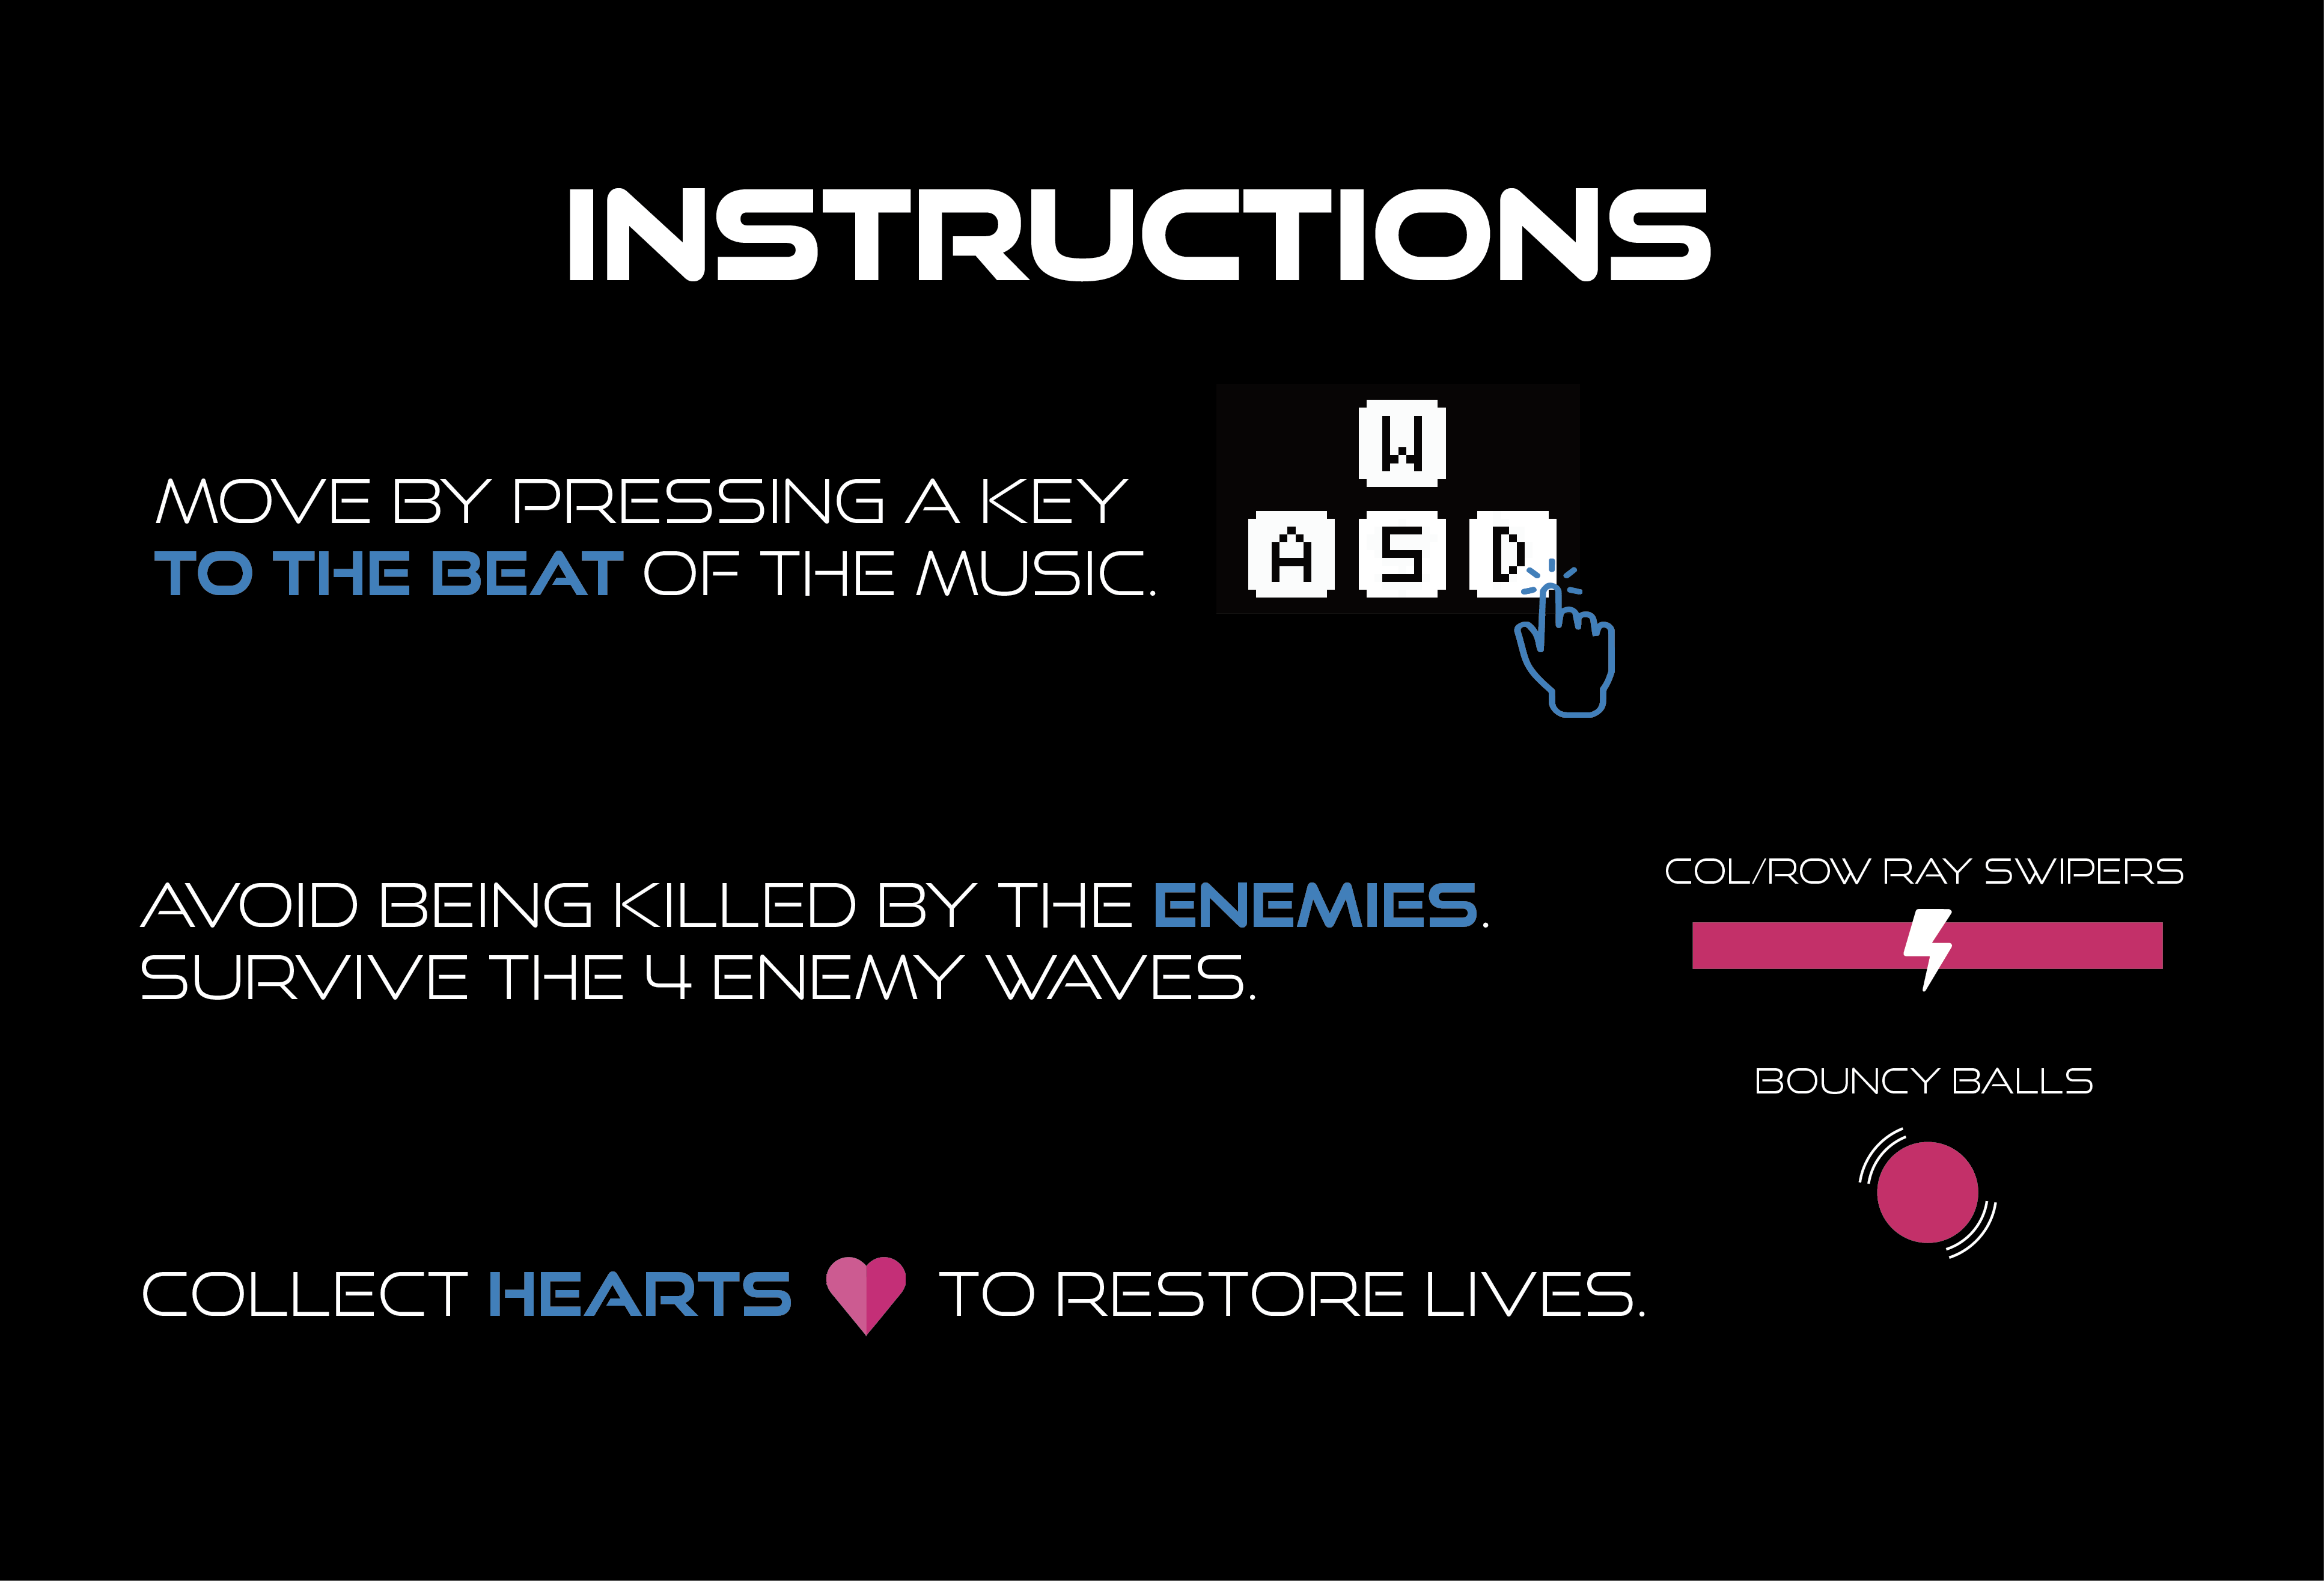 INSTRUCTIONS
MOVE BY PRESSING A KEY
TO THE BEAT OF THE MUSIC.
W
A S D
AVOID BEING KILLED BY THE ENEMIES.
SURVIVE THE 4 ENEMY WAVES.
COL/ROW RAY SWIPERS
BOUNCY BALLS
COLLECT HEARTS TO RESTORE LIVES.